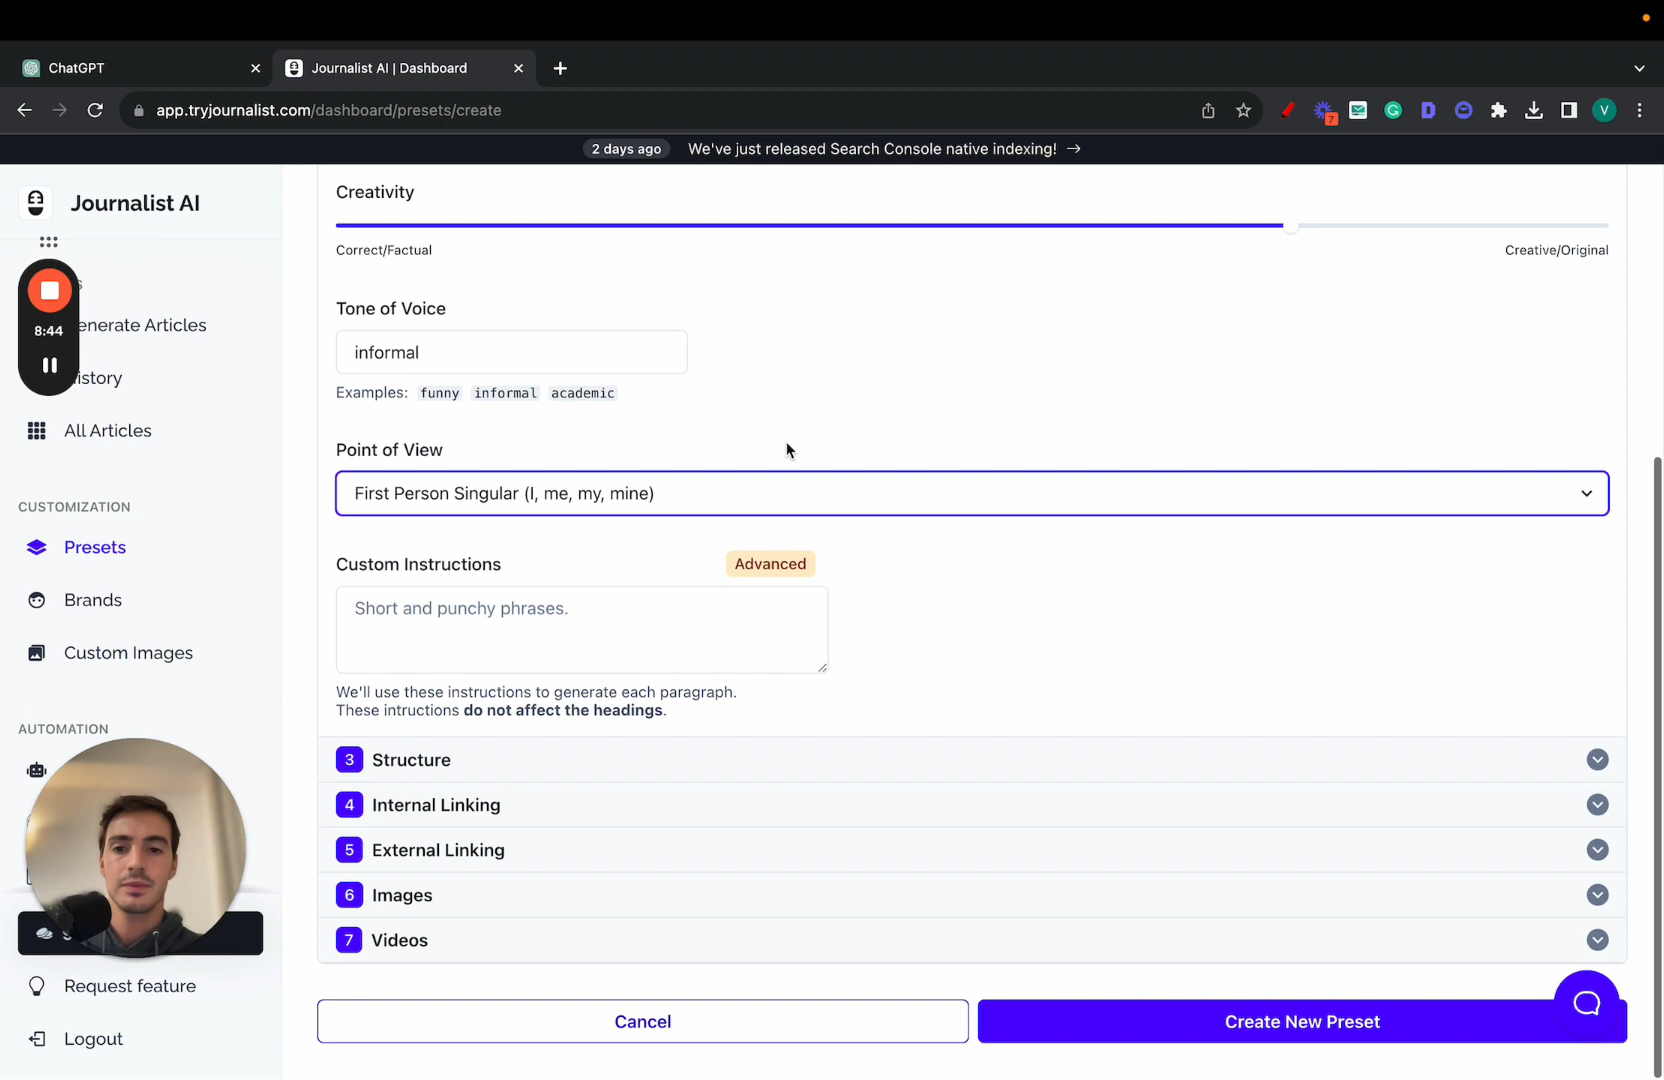 ChatGPT
Journalist AI | Dashboard
app.tryjournalist.com/dashboard/presets/create
7
V
2 days ago We've just released Search Console native indexing! →
Journalist AI
8:44
enerate Articles
istory
All Articles
CUSTOMIZATION
Presets
Brands
Custom Images
AUTOMATION
Request feature
Logout
Creativity
Correct/Factual Creative/Original
Tone of Voice
informal
Examples: funny informal academic
Point of View
First Person Singular (I, me, my, mine)
Custom Instructions Advanced
Short and punchy phrases.
We'll use these instructions to generate each paragraph.
These intructions do not affect the headings.
3 Structure
4 Internal Linking
5 External Linking
6 Images
7 Videos
Cancel Create New Preset